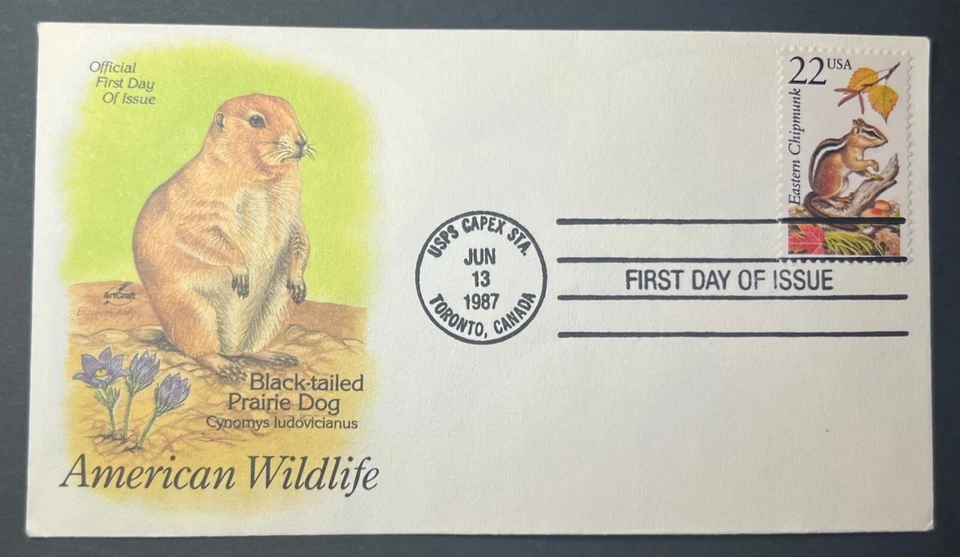 Official
First Day
Of Issue
22 USA
Eastern Chipmunk
USPS CAPEX STA.
JUN
13
1987
TORONTO, CANADA
FIRST DAY OF ISSUE
ArtCraft
Black-tailed
Prairie Dog
Cynomys ludovicianus
American Wildlife